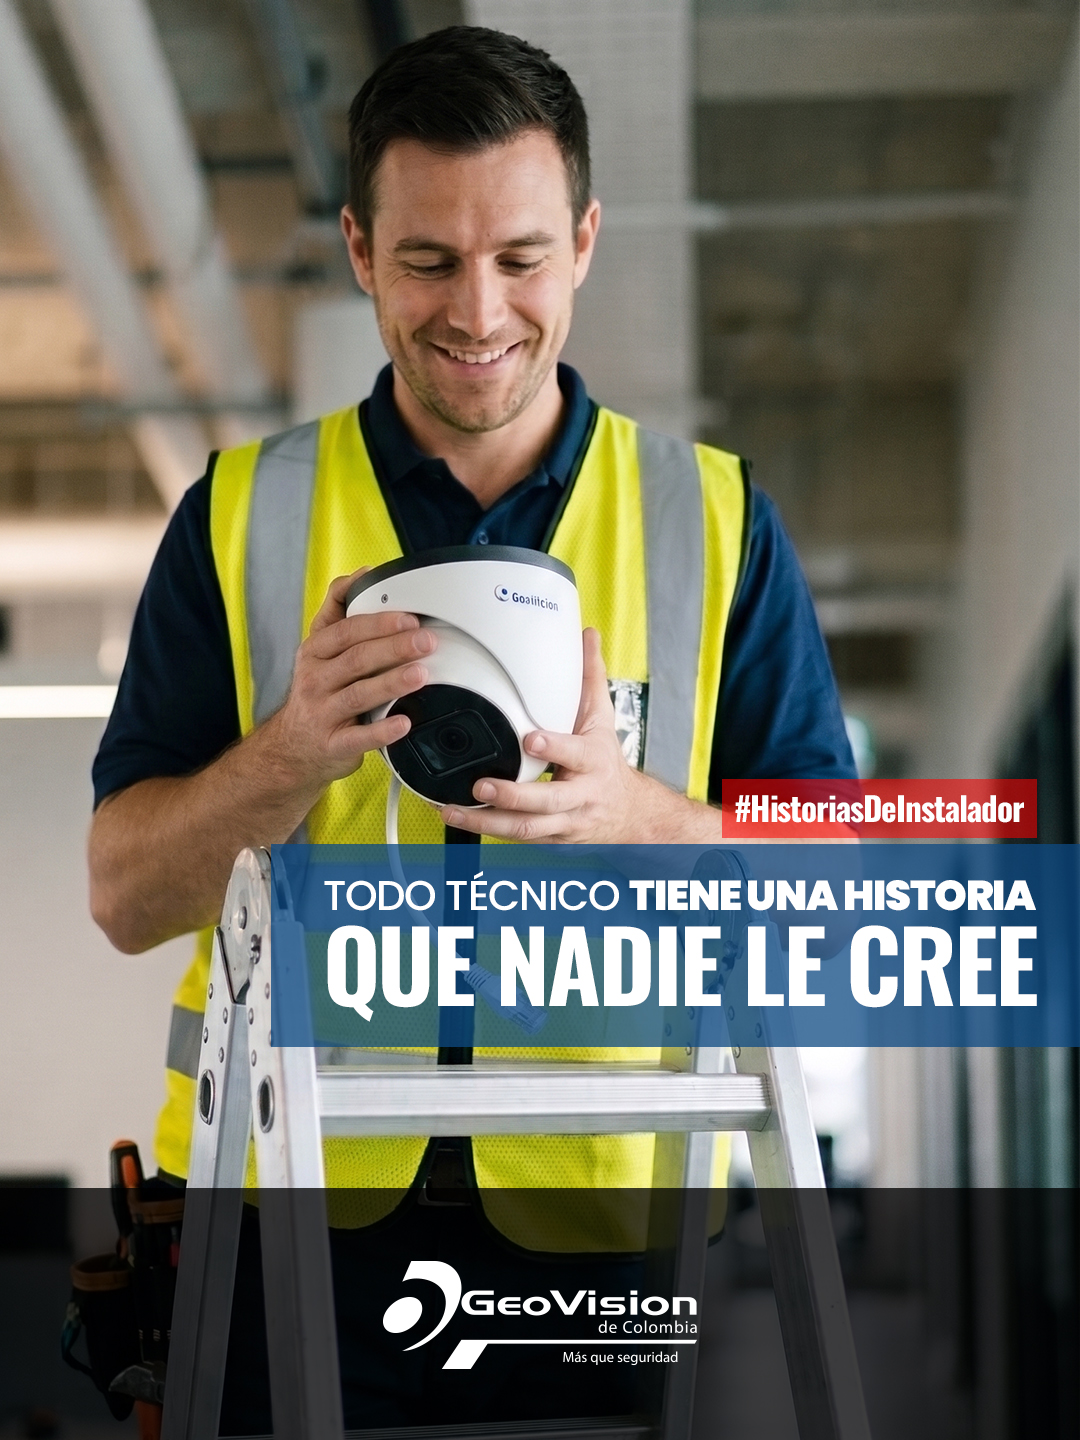 #HistoriasDeInstalador
TODO TÉCNICO TIENE UNA HISTORIA
QUE NADIE LE CREE
GeoVision
de Colombia
Más que seguridad